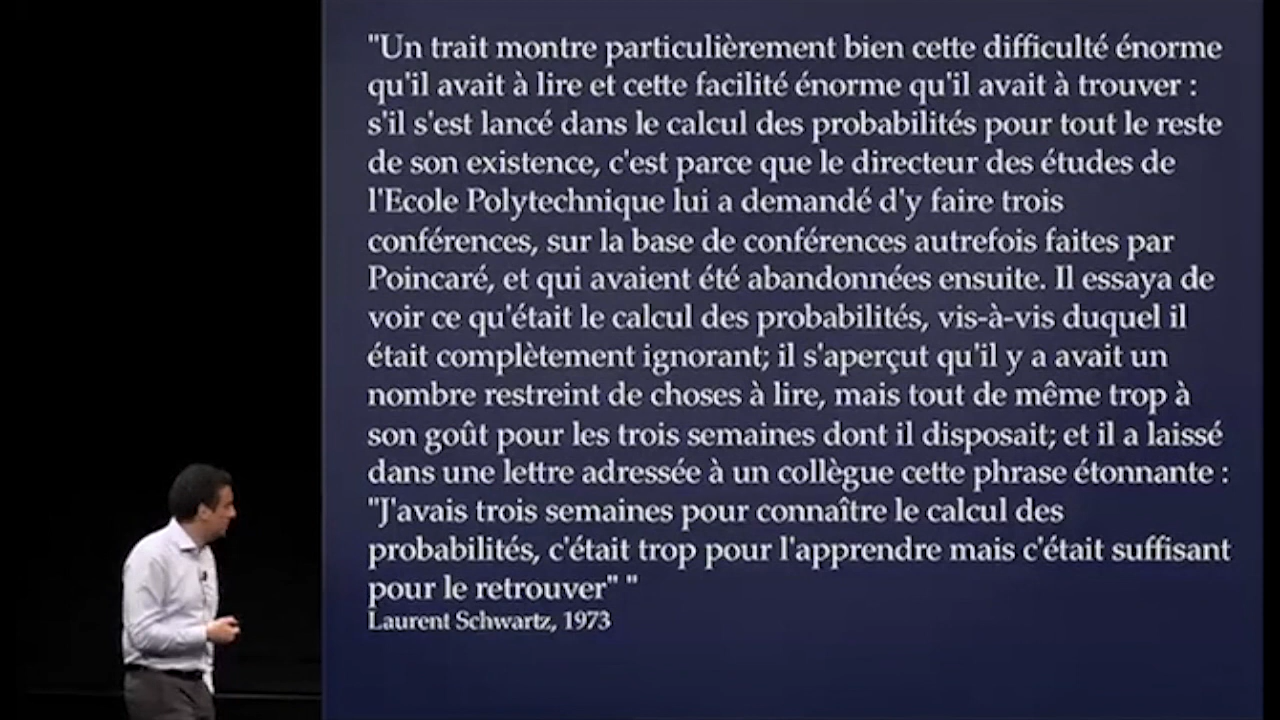 "Un trait montre particulièrement bien cette difficulté énorme
qu'il avait à lire et cette facilité énorme qu'il avait à trouver :
s'il s'est lancé dans le calcul des probabilités pour tout le reste
de son existence, c'est parce que le directeur des études de
l'Ecole Polytechnique lui a demandé d'y faire trois
conférences, sur la base de conférences autrefois faites par
Poincaré, et qui avaient été abandonnées ensuite. Il essaya de
voir ce qu'était le calcul des probabilités, vis-à-vis duquel il
était complètement ignorant; il s'aperçut qu'il y a avait un
nombre restreint de choses à lire, mais tout de même trop à
son goût pour les trois semaines dont il disposait; et il a laissé
dans une lettre adressée à un collègue cette phrase étonnante :
"J'avais trois semaines pour connaître le calcul des
probabilités, c'était trop pour l'apprendre mais c'était suffisant
pour le retrouver" "
Laurent Schwartz, 1973